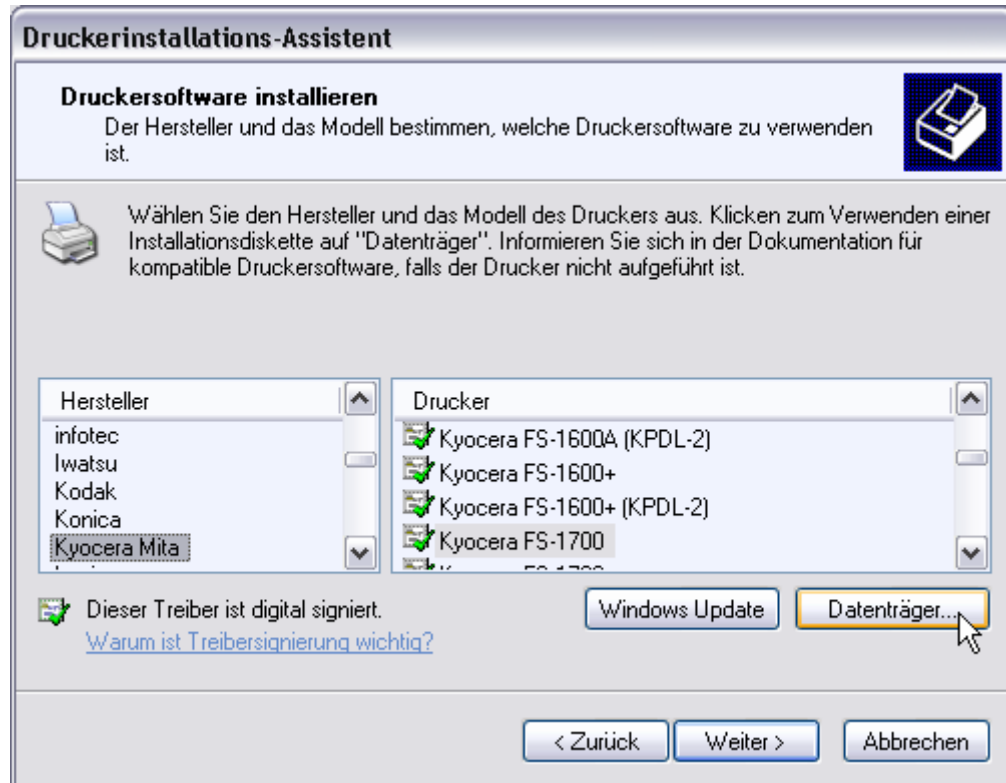 Druckerinstallations-Assistent
Druckersoftware installieren
Der Hersteller und das Modell bestimmen, welche Druckersoftware zu verwenden
ist.
Wählen Sie den Hersteller und das Modell des Druckers aus. Klicken zum Verwenden einer
Installationsdiskette auf "Datenträger". Informieren Sie sich in der Dokumentation für
kompatible Druckersoftware, falls der Drucker nicht aufgeführt ist.
Hersteller
infotec
Iwatsu
Kodak
Konica
Kyocera Mita
Drucker
Kyocera FS-1600A (KPDL-2)
Kyocera FS-1600+
Kyocera FS-1600+ (KPDL-2)
Kyocera FS-1700
Dieser Treiber ist digital signiert.
Warum ist Treibersignierung wichtig?
Windows Update
Datenträger...
< Zurück
Weiter >
Abbrechen